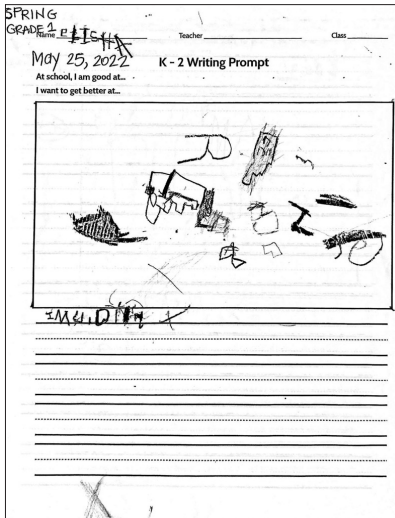 SPRING
GRADE 1
Name ELISHA Teacher Class
May 25, 2022 K - 2 Writing Prompt
At school, I am good at...
I want to get better at...